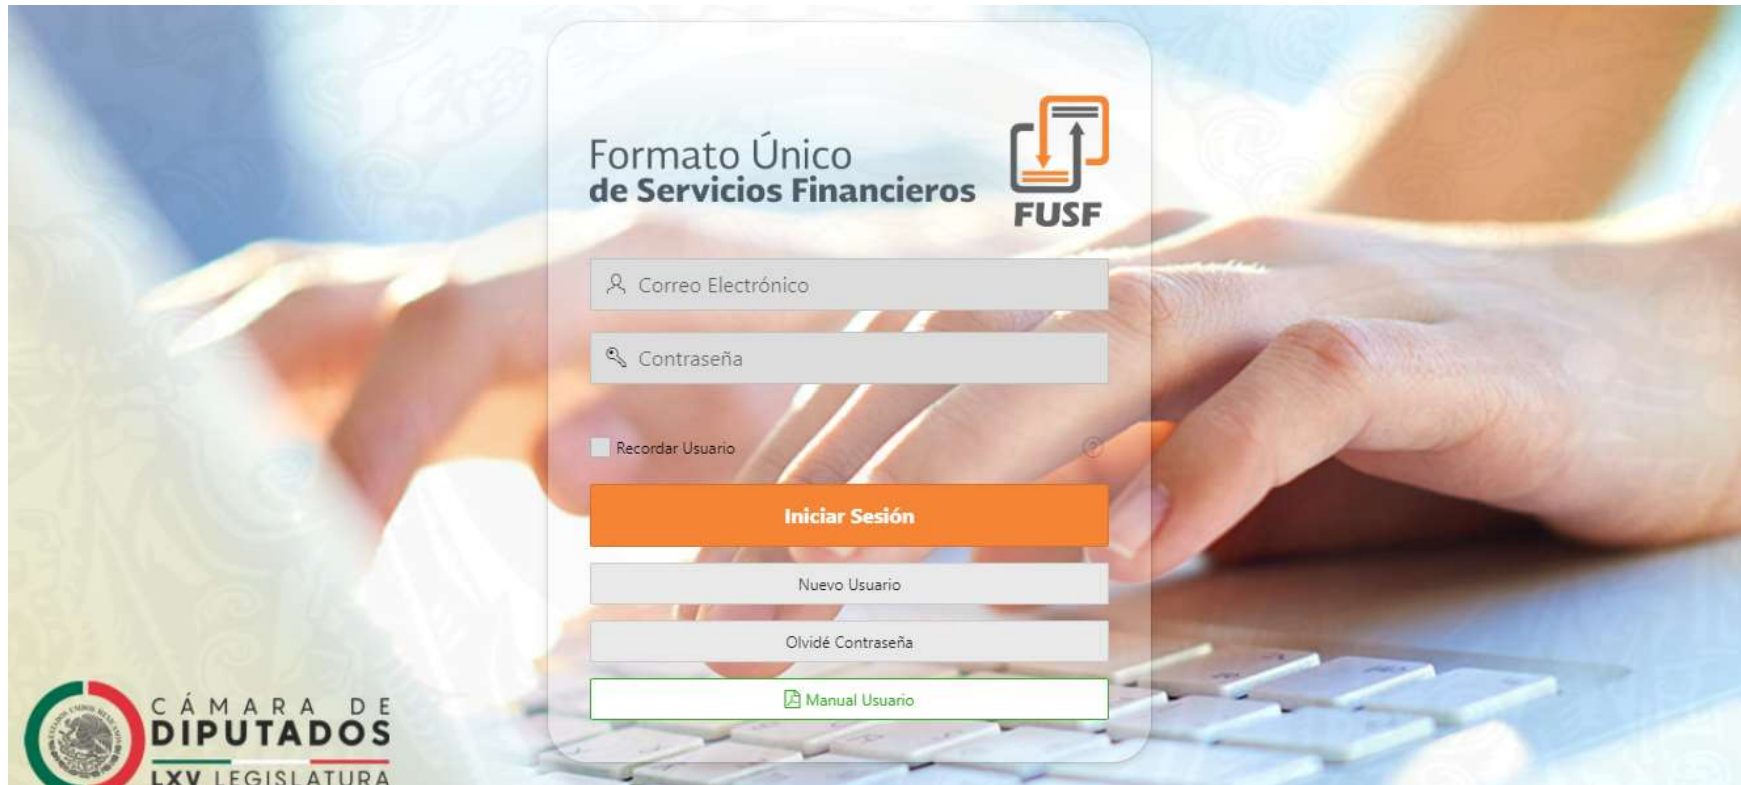 Formato Único
de Servicios Financieros
FUSF
Correo Electrónico
Contraseña
Recordar Usuario
Iniciar Sesión
Nuevo Usuario
Olvidé Contraseña
Manual Usuario
CÁMARA DE
DIPUTADOS
LXV LEGISLATURA